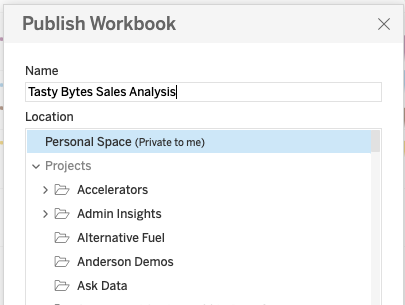 Publish Workbook
Name
Tasty Bytes Sales Analysis
Location
Personal Space (Private to me)
Projects
Accelerators
Admin Insights
Alternative Fuel
Anderson Demos
Ask Data